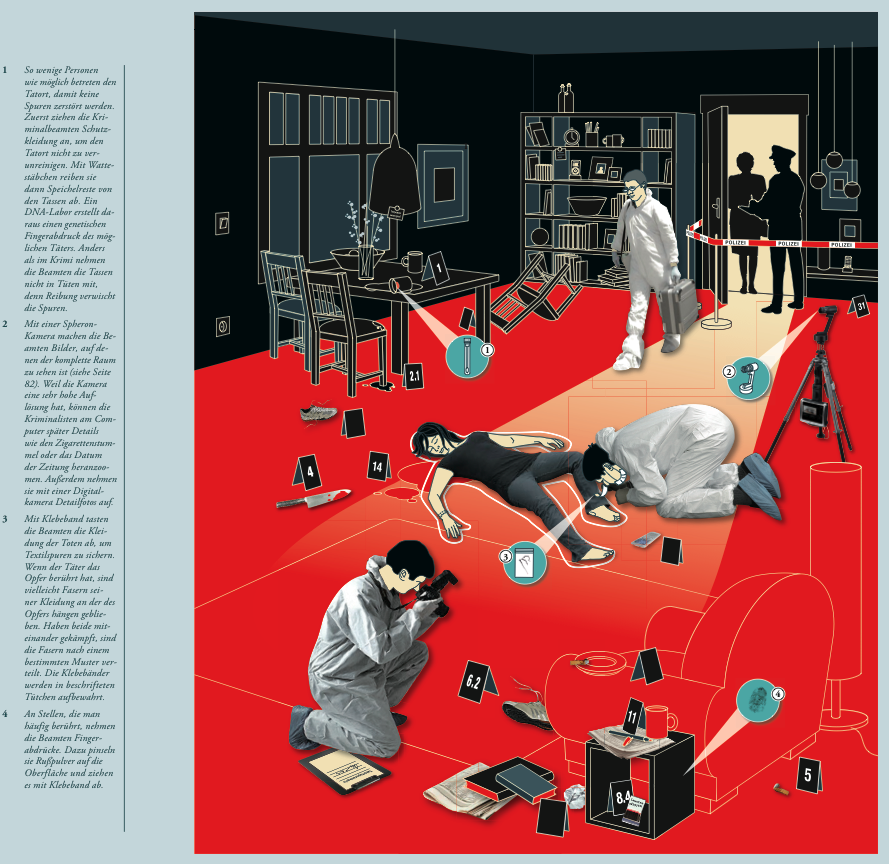 1 So wenige Personen
wie möglich betreten den
Tatort, damit keine
Spuren zerstört werden.
Zuerst ziehen die Kri-
minalbeamten Schutz-
kleidung an, um den
Tatort nicht zu ver-
unreinigen. Mit Watte-
stäbchen reiben sie
dann Speichelreste von
den Tassen ab. Ein
DNA-Labor erstellt da-
raus einen genetischen
Fingerabdruck des mög-
lichen Täters. Anders
als im Krimi nehmen
die Beamten die Tassen
nicht in Tüten mit,
denn Reibung verwischt
die Spuren.
2 Mit einer Spheron-
Kamera machen die Be-
amten Bilder, auf de-
nen der komplette Raum
zu sehen ist (siehe Seite
82). Weil die Kamera
eine sehr hohe Auf-
lösung hat, können die
Kriminalisten am Com-
puter später Details
wie den Zigarettenstum-
mel oder das Datum
der Zeitung heranzoo-
men. Außerdem nehmen
sie mit einer Digital-
kamera Detailfotos auf.
3 Mit Klebeband tasten
die Beamten die Klei-
dung der Toten ab, um
Textilspuren zu sichern.
Wenn der Täter das
Opfer berührt hat, sind
vielleicht Fasern sei-
ner Kleidung an der des
Opfers hängen geblie-
ben. Haben beide mit-
einander gekämpft, sind
die Fasern nach einem
bestimmten Muster ver-
teilt. Die Klebebänder
werden in beschrifteten
Tütchen aufbewahrt.
4 An Stellen, die man
häufig berührt, nehmen
die Beamten Finger-
abdrücke. Dazu pinseln
sie Rußpulver auf die
Oberfläche und ziehen
es mit Klebeband ab.
POLIZEI POLIZEI POLIZEI
1
31
1
2
2.1
4
14
3
6.2
4
11
5
8.4